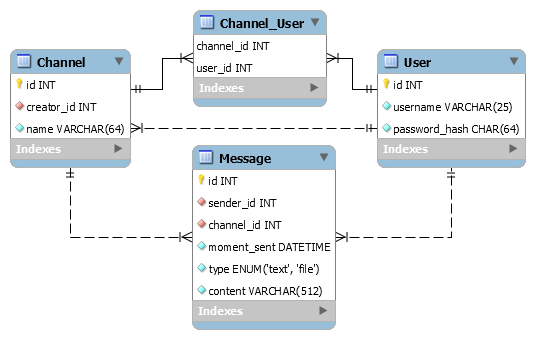 Channel_User
channel_id INT
user_id INT
Indexes
Channel
id INT
creator_id INT
name VARCHAR(64)
Indexes
User
id INT
username VARCHAR(25)
password_hash CHAR(64)
Indexes
Message
id INT
sender_id INT
channel_id INT
moment_sent DATETIME
type ENUM('text', 'file')
content VARCHAR(512)
Indexes